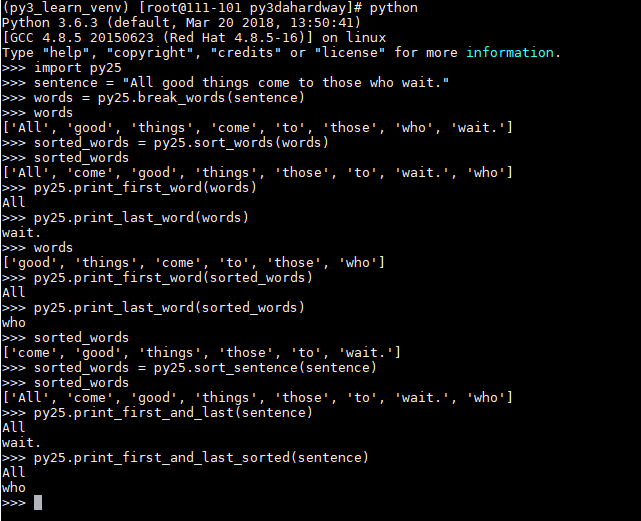 (py3_learn_venv) [root@111-101 py3dahardway]# python
Python 3.6.3 (default, Mar 20 2018, 13:50:41)
[GCC 4.8.5 20150623 (Red Hat 4.8.5-16)] on linux
Type "help", "copyright", "credits" or "license" for more information.
>>> import py25
>>> sentence = "All good things come to those who wait."
>>> words = py25.break_words(sentence)
>>> words
['All', 'good', 'things', 'come', 'to', 'those', 'who', 'wait.']
>>> sorted_words = py25.sort_words(words)
>>> sorted_words
['All', 'come', 'good', 'things', 'those', 'to', 'wait.', 'who']
>>> py25.print_first_word(words)
All
>>> py25.print_last_word(words)
wait.
>>> words
['good', 'things', 'come', 'to', 'those', 'who']
>>> py25.print_first_word(sorted_words)
All
>>> py25.print_last_word(sorted_words)
who
>>> sorted_words
['come', 'good', 'things', 'those', 'to', 'wait.']
>>> sorted_words = py25.sort_sentence(sentence)
>>> sorted_words
['All', 'come', 'good', 'things', 'those', 'to', 'wait.', 'who']
>>> py25.print_first_and_last(sentence)
All
wait.
>>> py25.print_first_and_last_sorted(sentence)
All
who
>>>